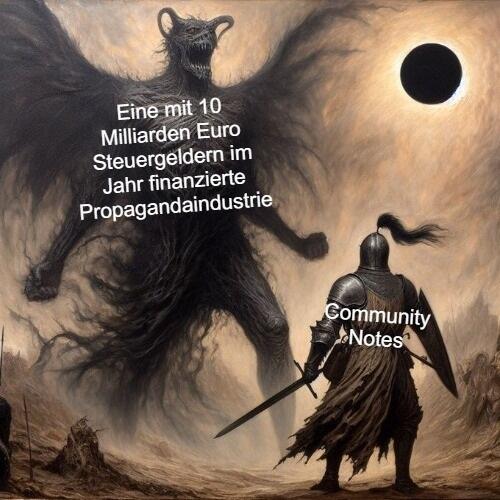 Eine mit 10
Milliarden Euro
Steuergeldern im
Jahr finanzierte
Propagandaindustrie
Community
Notes